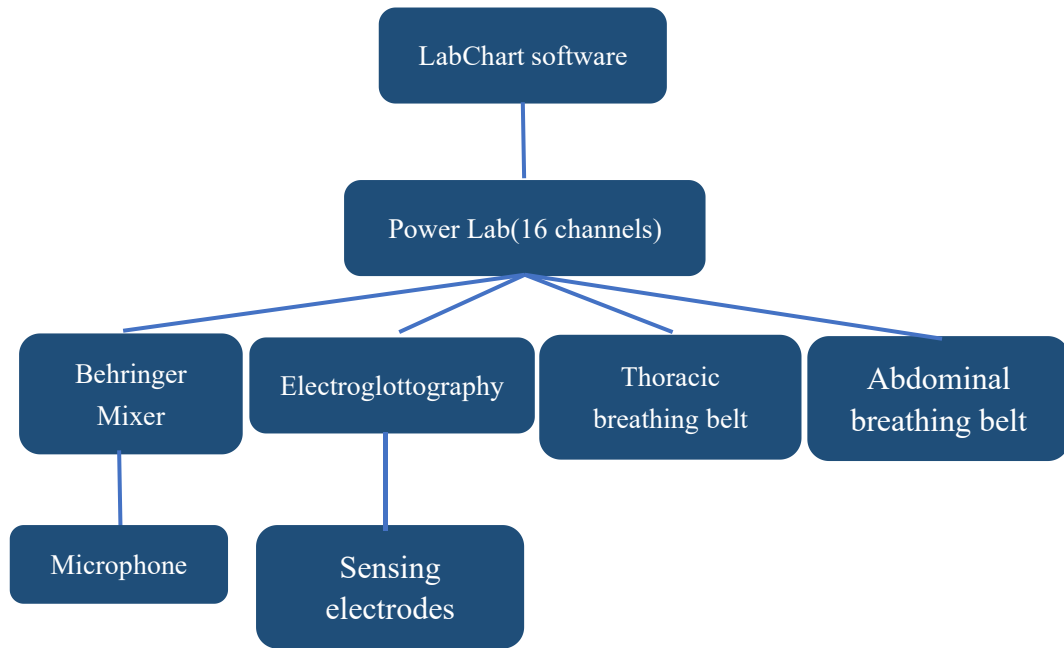 LabChart software
Power Lab(16 channels)
Behringer
Mixer
Electroglottography
Thoracic
breathing belt
Abdominal
breathing belt
Microphone
Sensing
electrodes